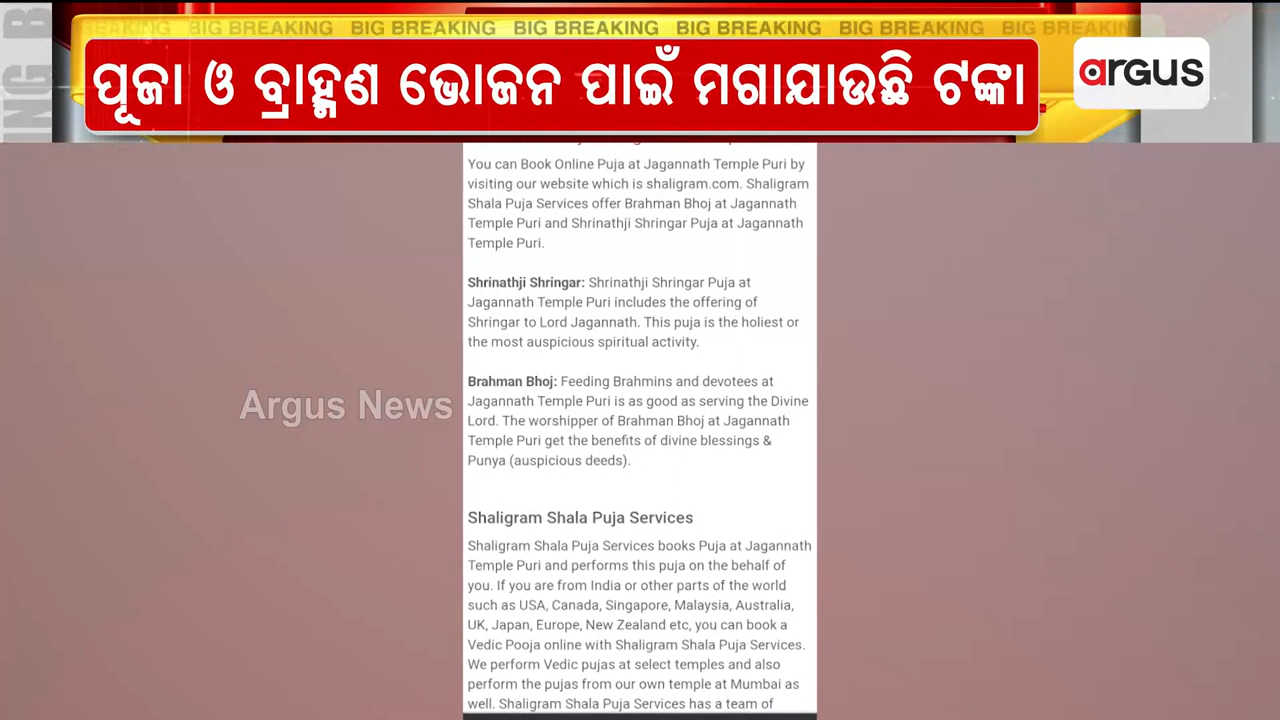 BREAKING BIG BREAKING BIG BREAKING BIG BREAKING BIG BREAKING BIG BREAKING BIG BREAKIN
ପୂଜା ଓ ବ୍ରାହ୍ମଣ ଭୋଜନ ପାଇଁ ମଗାଯାଉଛି ଟଙ୍କା
argus
ING B
You can Book Online Puja at Jagannath Temple Puri by
visiting our website which is shaligram.com. Shaligram
Shala Puja Services offer Brahman Bhoj at Jagannath
Temple Puri and Shrinathji Shringar Puja at Jagannath
Temple Puri.
Shrinathji Shringar: Shrinathji Shringar Puja at
Jagannath Temple Puri includes the offering of
Shringar to Lord Jagannath. This puja is the holiest or
the most auspicious spiritual activity.
Brahman Bhoj: Feeding Brahmins and devotees at
Jagannath Temple Puri is as good as serving the Divine
Lord. The worshipper of Brahman Bhoj at Jagannath
Temple Puri get the benefits of divine blessings &
Punya (auspicious deeds).
Argus News
Shaligram Shala Puja Services
Shaligram Shala Puja Services books Puja at Jagannath
Temple Puri and performs this puja on the behalf of
you. If you are from India or other parts of the world
such as USA, Canada, Singapore, Malaysia, Australia,
UK, Japan, Europe, New Zealand etc, you can book a
Vedic Pooja online with Shaligram Shala Puja Services.
We perform Vedic pujas at select temples and also
perform the pujas from our own temple at Mumbai as
well. Shaligram Shala Puja Services has a team of